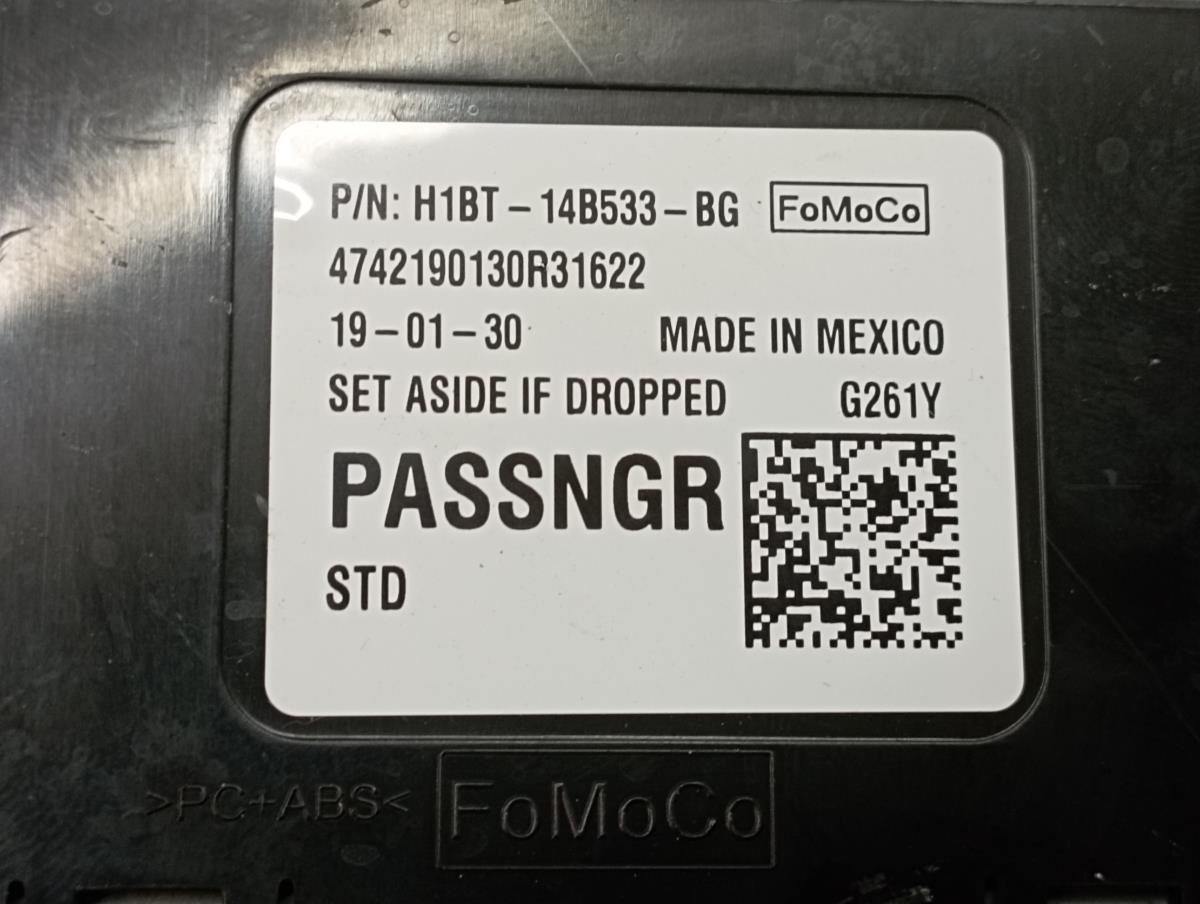 P/N: H1BT-14B533-BG FoMoCo
4742190130R31622
19-01-30 MADE IN MEXICO
SET ASIDE IF DROPPED G261Y
PASSNGR
STD
>PC+ABS< FoMoCo